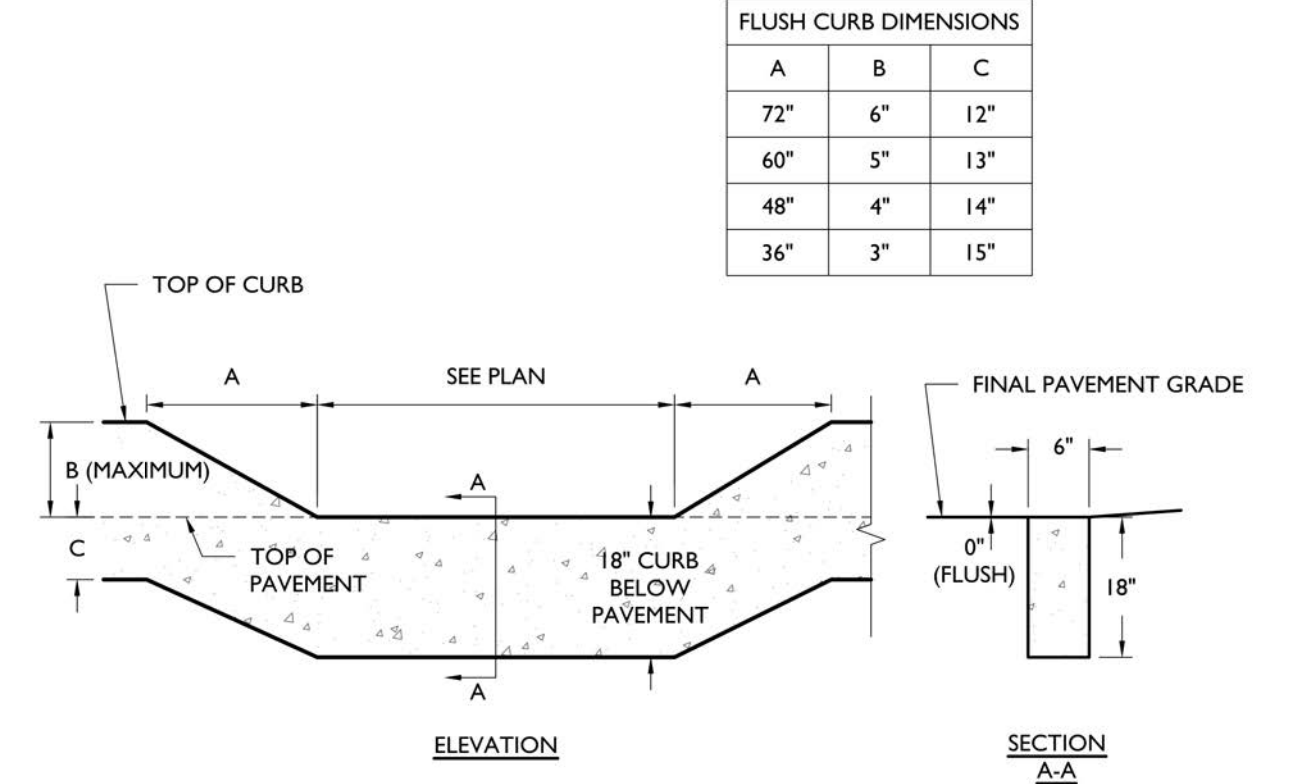 FLUSH CURB DIMENSIONS
A B C
72" 6" 12"
60" 5" 13"
48" 4" 14"
36" 3" 15"
TOP OF CURB
A
SEE PLAN
A
FINAL PAVEMENT GRADE
6"
B (MAXIMUM)
A
C
TOP OF
PAVEMENT
18" CURB
BELOW
PAVEMENT
0"
(FLUSH)
18"
A
ELEVATION
SECTION
A-A